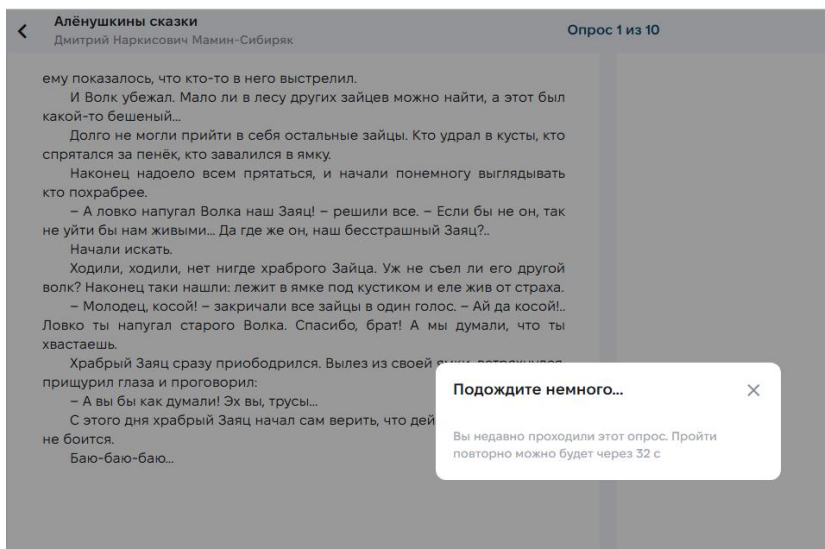 Алёнушкины сказки
Дмитрий Наркисович Мамин-Сибиряк
Опрос 1 из 10
ему показалось, что кто-то в него выстрелил.
И Волк убежал. Мало ли в лесу других зайцев можно найти, а этот был
какой-то бешеный...
Долго не могли прийти в себя остальные зайцы. Кто удрал в кусты, кто
спрятался за пенёк, кто завалился в ямку.
Наконец надоело всем прятаться, и начали понемногу выглядывать
кто похрабрее.
– А ловко напугал Волка наш Заяц! – решили все. – Если бы не он, так
не уйти бы нам живыми... Да где же он, наш бесстрашный Заяц?..
Начали искать.
Ходили, ходили, нет нигде храброго Зайца. Уж не съел ли его другой
волк? Наконец таки нашли: лежит в ямке под кустиком и еле жив от страха.
– Молодец, косой! – закричали все зайцы в один голос. – Ай да косой!..
Ловко ты напугал старого Волка. Спасибо, брат! А мы думали, что ты
хвастаешь.
Храбрый Заяц сразу приободрился. Вылез из своей
прищурил глаза и проговорил:
– А вы бы как думали! Эх вы, трусы...
С этого дня храбрый Заяц начал сам верить, что дей
не боится.
Баю-баю-баю...
Подождите немного...
Вы недавно проходили этот опрос. Пройти
повторно можно будет через 32 с